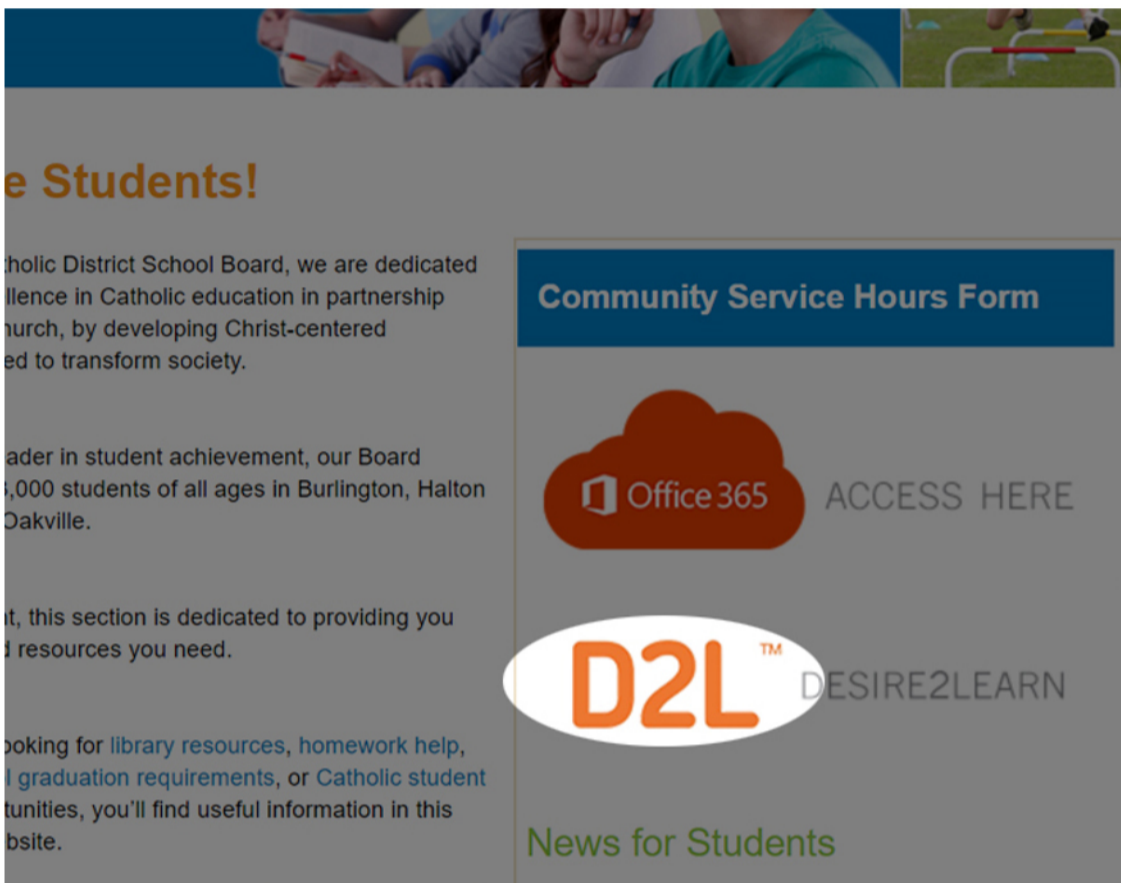 e Students!
tholic District School Board, we are dedicated
llence in Catholic education in partnership
hurch, by developing Christ-centered
ed to transform society.
ader in student achievement, our Board
,000 students of all ages in Burlington, Halton
Oakville.
nt, this section is dedicated to providing you
d resources you need.
ooking for library resources, homework help,
l graduation requirements, or Catholic student
tunities, you'll find useful information in this
bsite.
Community Service Hours Form
Office 365 ACCESS HERE
D2L™ DESIRE2LEARN
News for Students